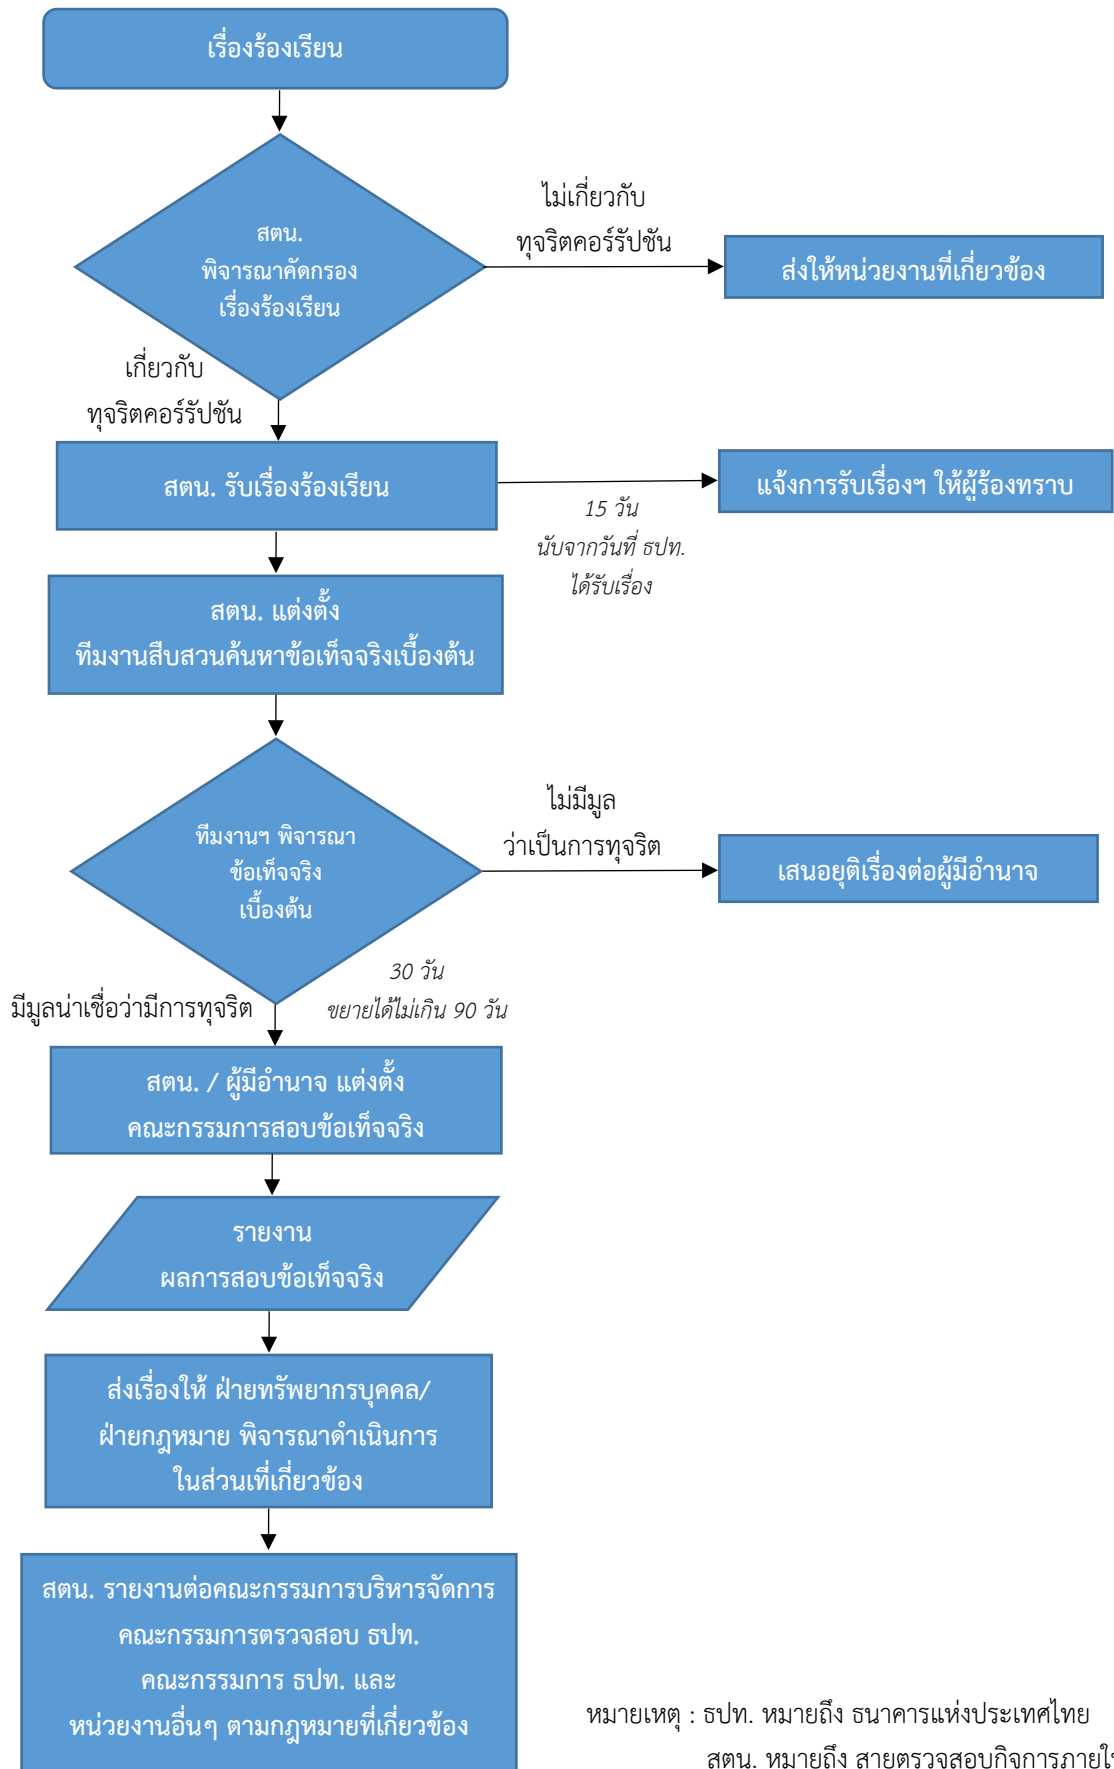 เรื่องร้องเรียน
สตน.
พิจารณาคัดกรอง
เรื่องร้องเรียน
ไม่เกี่ยวกับ
ทุจริตคอร์รัปชัน
ส่งให้หน่วยงานที่เกี่ยวข้อง
เกี่ยวกับ
ทุจริตคอร์รัปชัน
สตน. รับเรื่องร้องเรียน
15 วัน
นับจากวันที่ ธปท.
ได้รับเรื่อง
แจ้งการรับเรื่องฯ ให้ผู้ร้องทราบ
สตน. แต่งตั้ง
ทีมงานสืบสวนค้นหาข้อเท็จจริงเบื้องต้น
ทีมงานฯ พิจารณา
ข้อเท็จจริง
เบื้องต้น
ไม่มีมูล
ว่าเป็นการทุจริต
เสนอยุติเรื่องต่อผู้มีอำนาจ
มีมูลน่าเชื่อว่ามีการทุจริต
30 วัน
ขยายได้ไม่เกิน 90 วัน
สตน. / ผู้มีอำนาจ แต่งตั้ง
คณะกรรมการสอบข้อเท็จจริง
รายงาน
ผลการสอบข้อเท็จจริง
ส่งเรื่องให้ ฝ่ายทรัพยากรบุคคล/
ฝ่ายกฎหมาย พิจารณาดำเนินการ
ในส่วนเที่เกี่ยวข้อง
สตน. รายงานต่อคณะกรรมการบริหารจัดการ
คณะกรรมการตรวจสอบ ธปท.
คณะกรรมการ ธปท. และ
หน่วยงานอื่นๆ ตามกฎหมายที่เกี่ยวข้อง
หมายเหตุ : ธปท. หมายถึง ธนาคารแห่งประเทศไทย
สตน. หมายถึง สายตรวจสอบกิจการภายใน